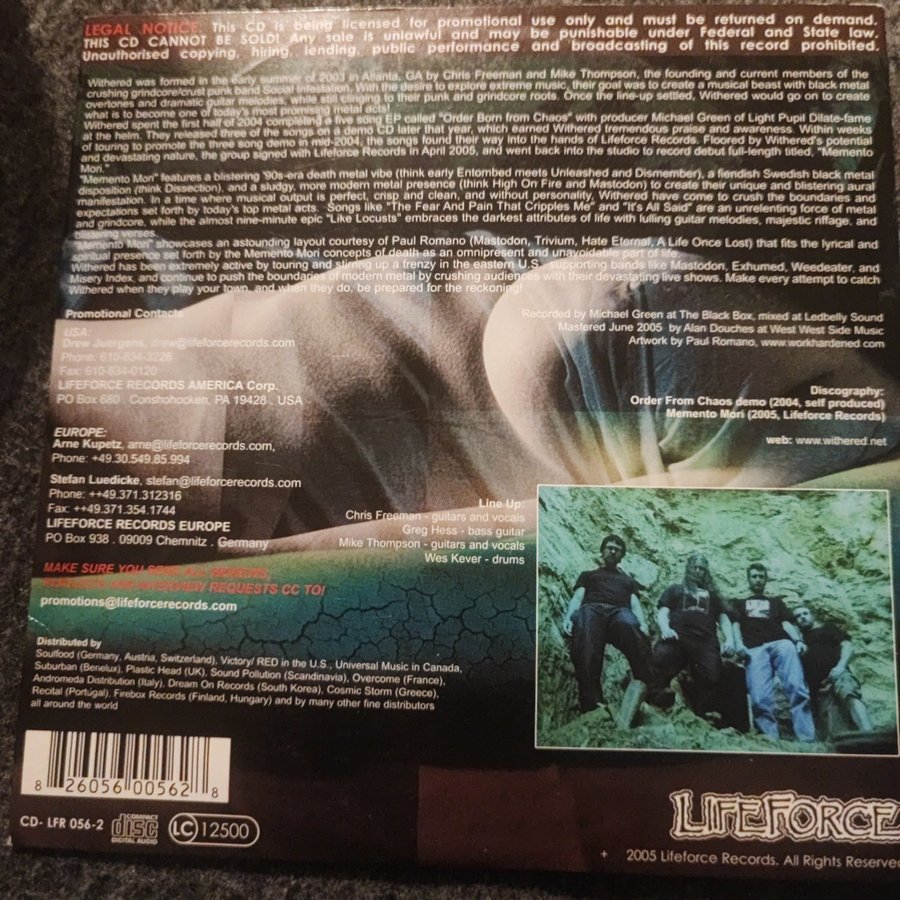 LEGAL NOTICE This CD is being licensed for promotional use only and must be returned on demand.
THIS CD CANNOT BE SOLD! Any sale is unlawful and may be punishable under Federal and State law.
Unauthorised copying, hiring, lending, public performance and broadcasting of this record prohibited.
Withered was formed in the early summer of 2003 in Atlanta, GA by Chris Freeman and Mike Thompson, the founding and current members of the
crushing grindcore/crust punk band Social Infestation. With the desire to explore extreme music, their goal was to create a musical beast with black metal
overtones and dramatic guitar melodies, while still clinging to their punk and grindcore roots. Once the line-up settled, Withered would go on to create
what is to become one of today's most promising metal acts!
Withered spent the first half of 2004 compiling a five song EP called "Order Born from Chaos" with producer Michael Green of Light Pupil Dilate-fame
at the helm. They released three of the songs on a demo CD later that year, which earned Withered tremendous praise and awareness. Within weeks
of touring to promote the three song demo in mid-2004, the songs found their way into the hands of Lifeforce Records. Floored by Withered's potential
and devastating nature, the group signed with Lifeforce Records in April 2005, and went back into the studio to record debut full-length titled, "Memento
Mori."
"Memento Mori" features a blistering '90s-era death metal vibe (think early Entombed meets Unleashed and Dismember), a fiendish Swedish black metal
disposition (think Dissection), and a sludgy, more modern metal presence (think High On Fire and Mastodon) to create their unique and blistering aural
manifestation. In a time where musical output is perfect, crisp and clean, and without personality, Withered have come to crush the boundaries and
expectations set forth by today's top metal acts. Songs like "The Fear And Pain That Cripples Me" and "It's All Said" are an unrelenting force of metal
and grindcore, while the almost nine-minute epic "Like Locusts" embraces the darkest attributes of life with lulling guitar melodies, majestic riffage, and
blistering verses.
"Memento Mori" showcases an astounding layout courtesy of Paul Romano (Mastodon, Trivium, Hate Eternal, A Life Once Lost) that fits the lyrical and
spiritual presence set forth by the Memento Mori concepts of death as an omnipresent and unavoidable part of life.
Withered has been extremely active by touring and stirring up a frenzy in the eastern U.S., supporting bands like Mastodon, Exhumed, Weedeater, and
Misery Index, and continue to push the boundaries of modern metal by crushing audiences with their devastating live shows. Make every attempt to catch
Withered when they play your town, and when they do, be prepared for the reckoning!
Promotional Contacts
USA:
Drew Juergens, drew@lifeforcerecords.com
Phone: 610-834-3226
Fax: 610-834-0120
LIFEFORCE RECORDS AMERICA Corp.
PO Box 680 . Conshohocken, PA 19428 . USA
EUROPE:
Arne Kupetz, arne@lifeforcerecords.com,
Phone: +49.30.549.85.994
Stefan Luedicke, stefan@lifeforcerecords.com
Phone: ++49.371.312316
Fax: ++49.371.354.1744
LIFEFORCE RECORDS EUROPE
PO Box 938 . 09009 Chemnitz . Germany
MAKE SURE YOU SEND ALL REVIEWS,
REPORTS AND INTERVIEW REQUESTS CC TO!
promotions@lifeforcerecords.com
Recorded by Michael Green at The Black Box, mixed at Ledbelly Sound
Mastered June 2005 by Alan Douches at West West Side Music
Artwork by Paul Romano, www.workhardened.com
Discography:
Order From Chaos demo (2004, self produced)
Memento Mori (2005, Lifeforce Records)
web: www.withered.net
Line Up:
Chris Freeman - guitars and vocals
Greg Hess - bass guitar
Mike Thompson - guitars and vocals
Wes Kever - drums
Distributed by
Soulfood (Germany, Austria, Switzerland), Victory/ RED in the U.S., Universal Music in Canada,
Suburban (Benelux), Plastic Head (UK), Sound Pollution (Scandinavia), Overcome (France),
Andromeda Distribution (Italy), Dream On Records (South Korea), Cosmic Storm (Greece),
Recital (Portugal), Firebox Records (Finland, Hungary) and by many other fine distributors
all around the world
8 26056 00562 8
CD- LFR 056-2
COMPACT
disc
DIGITAL AUDIO
LC 12500
LIFEFORCE
+ 2005 Lifeforce Records. All Rights Reserved